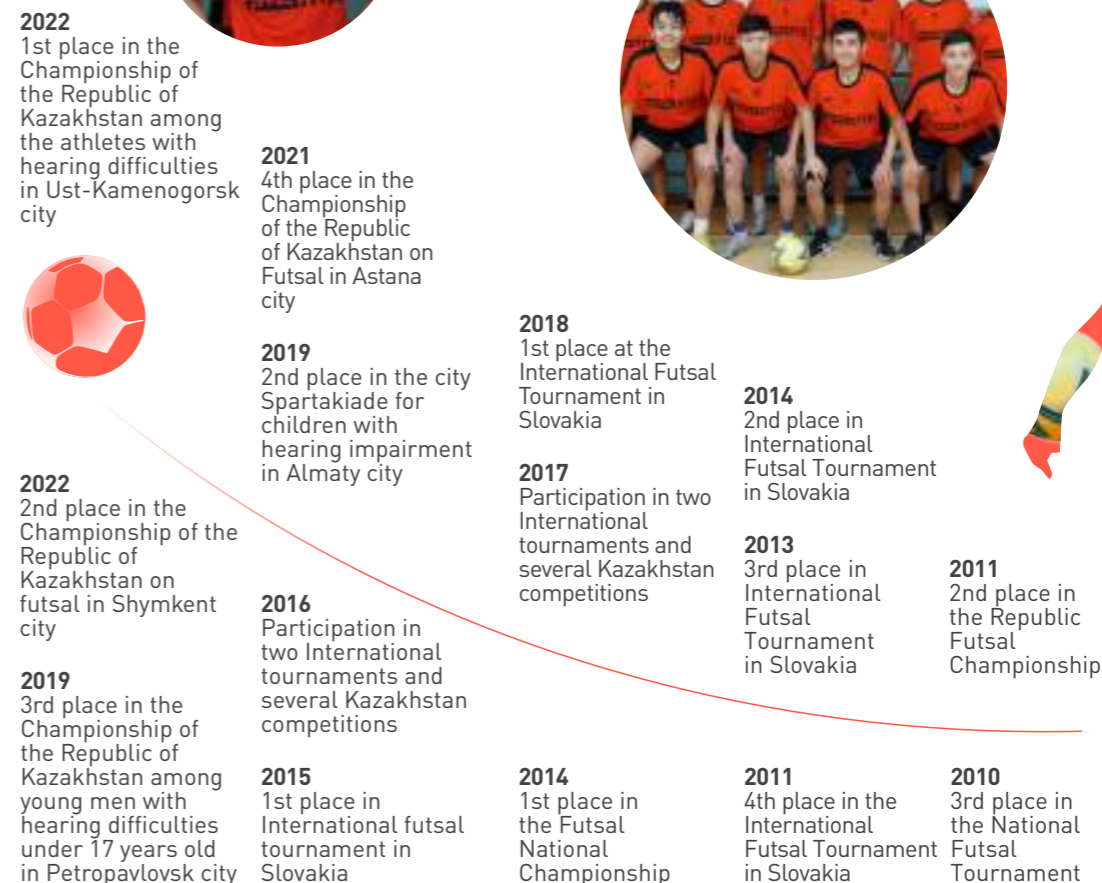 2022
1st place in the
Championship of
the Republic of
Kazakhstan among
the athletes with
hearing difficulties
in Ust-Kamenogorsk
city
2022
2nd place in the
Championship of the
Republic of
Kazakhstan on
futsal in Shymkent
city
2019
3rd place in the
Championship of
the Republic of
Kazakhstan among
young men with
hearing difficulties
under 17 years old
in Petropavlovsk city
2021
4th place in the
Championship
of the Republic
of Kazakhstan on
Futsal in Astana
city
2019
2nd place in the city
Spartakiade for
children with
hearing impairment
in Almaty city
2016
Participation in
two International
tournaments and
several Kazakhstan
competitions
2015
1st place in
International futsal
tournament in
Slovakia
2018
1st place at the
International Futsal
Tournament in
Slovakia
2017
Participation in two
International
tournaments and
several Kazakhstan
competitions
2014
1st place in
the Futsal
National
Championship
2014
2nd place in
International
Futsal Tournament
in Slovakia
2013
3rd place in
International
Futsal
Tournament
in Slovakia
2011
4th place in the
International
Futsal Tournament
in Slovakia
2011
2nd place in
the Republic
Futsal
Championship
2010
3rd place in
the National
Futsal
Tournament